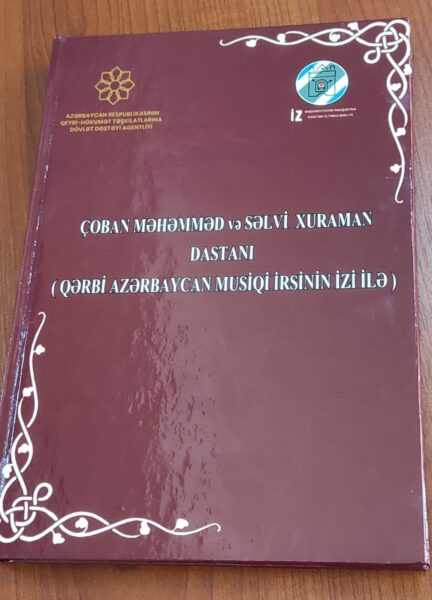 AZƏRBAYCAN RESPUBLİKASININ
QEYRİ-HÖKUMƏT TƏŞKİLATLARINA
DÖVLƏT DƏSTƏYİ AGENTLİYİ
İZ
ÇOBAN MƏHƏMMƏD və SƏLVİ XURAMAN
DASTANI
( QƏRBİ AZƏRBAYCAN MUSİQİ İRSİNİN İZİ İLƏ )